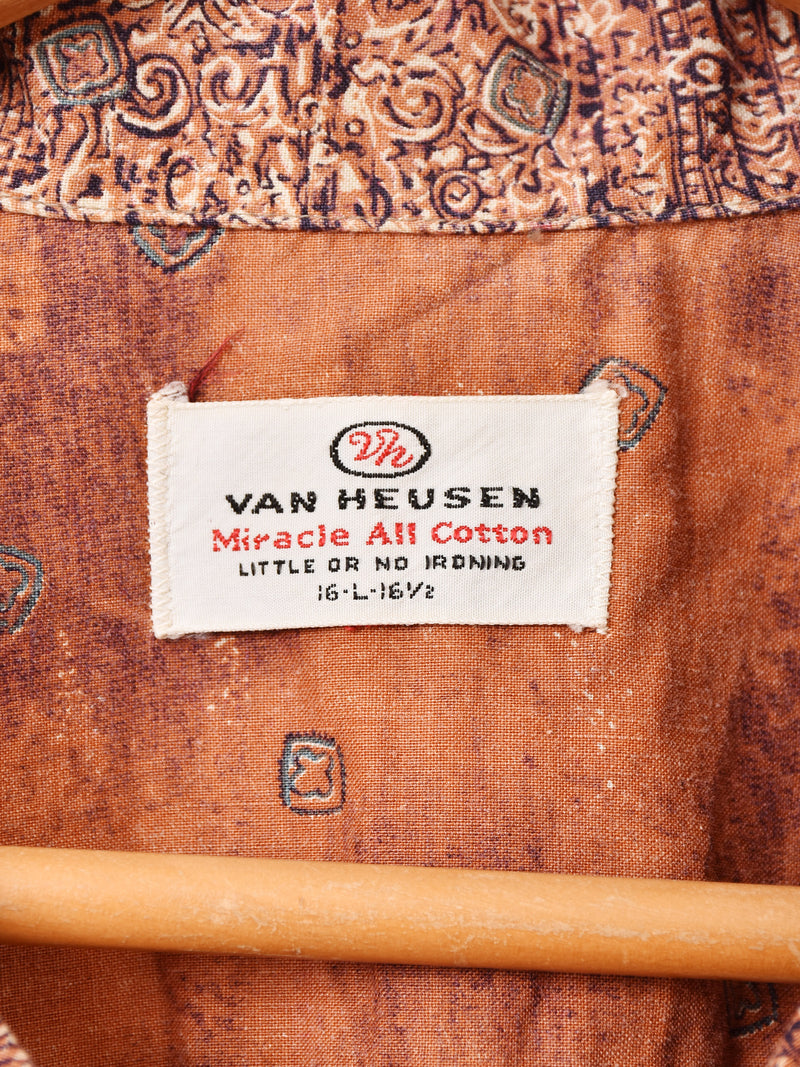 Vh
VAN HEUSEN
Miracle All Cotton
LITTLE OR NO IRONING
16-L-16½